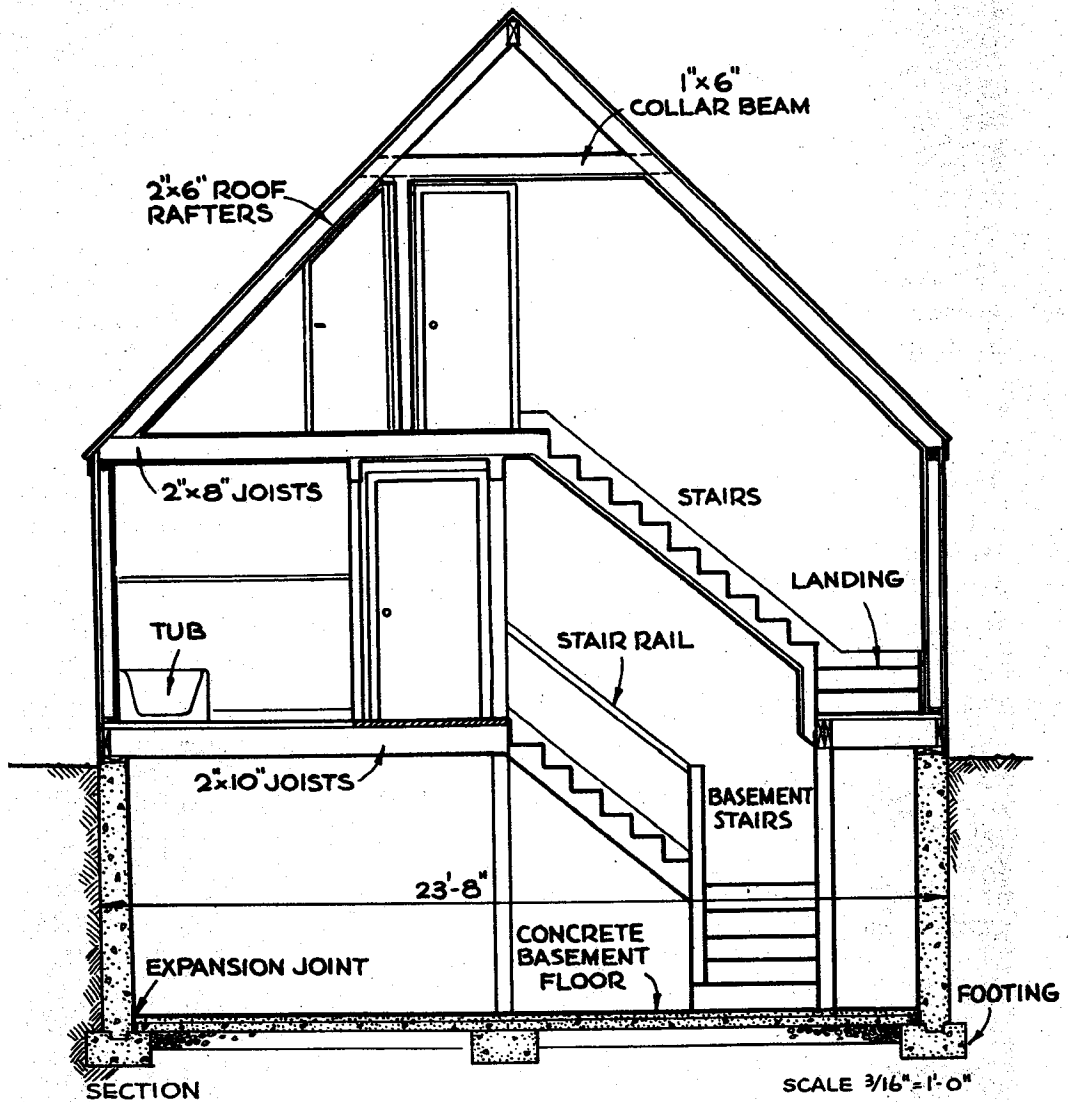 1"x6"
COLLAR BEAM
2"x6" ROOF
RAFTERS
2"x8" JOISTS
STAIRS
LANDING
TUB
STAIR RAIL
2"x10" JOISTS
BASEMENT
STAIRS
23'-8"
CONCRETE
BASEMENT
FLOOR
EXPANSION JOINT
FOOTING
SECTION
SCALE 3/16"=1'-0"